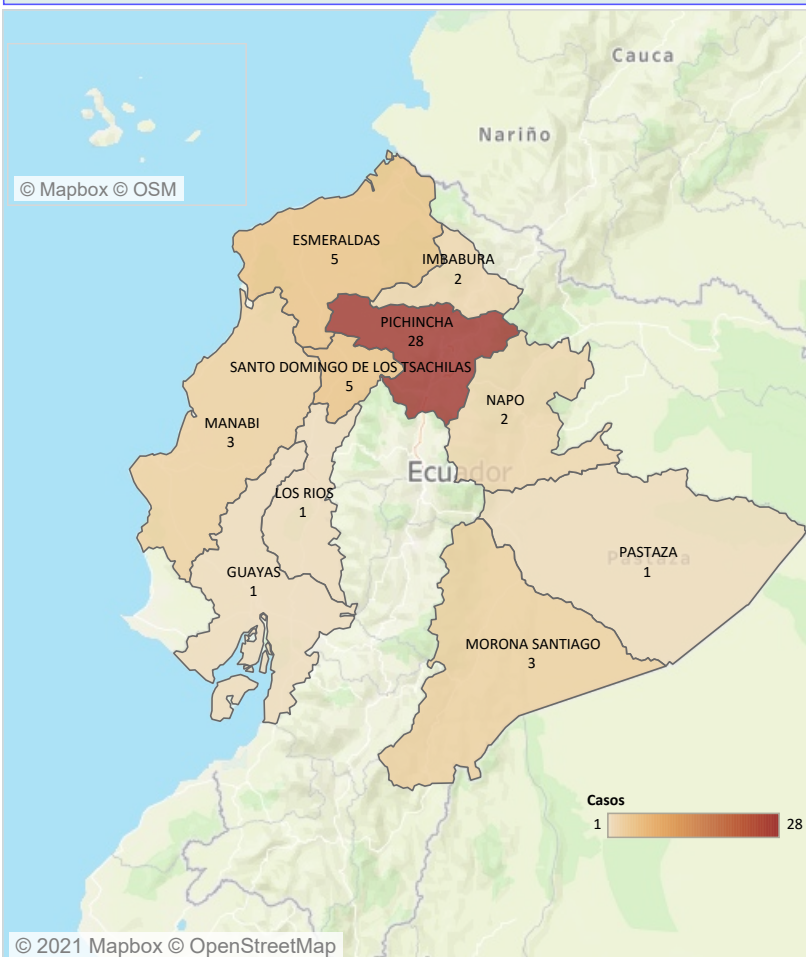 Cauca
Nariño
© Mapbox © OSM
ESMERALDAS
5
IMBABURA
2
PICHINCHA
28
SANTO DOMINGO DE LOS TSACHILAS
5
NAPO
2
MANABI
3
Ecuador
LOS RIOS
1
PASTAZA
1
Pastaza
GUAYAS
1
MORONA SANTIAGO
3
Casos
1
28
© 2021 Mapbox © OpenStreetMap